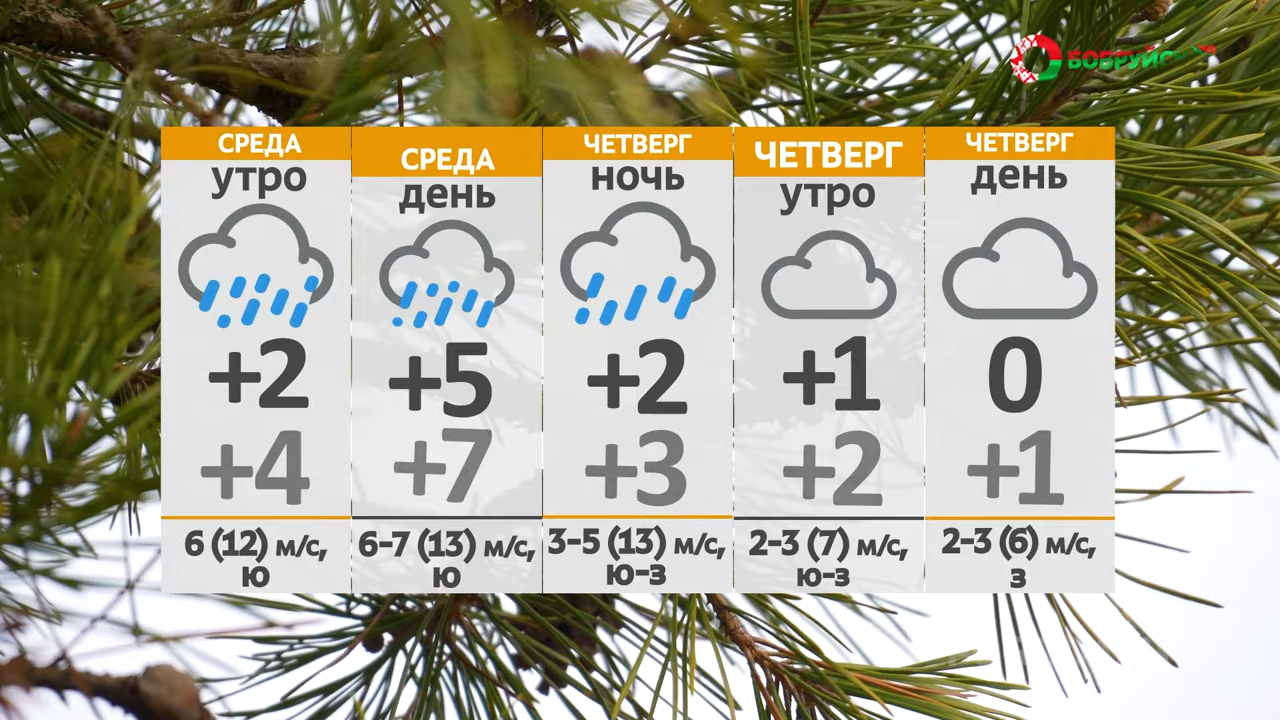 СРЕДА
утро
+2
+4
6 (12) м/с,
ю
СРЕДА
день
+5
+7
6-7 (13) м/с,
ю
ЧЕТВЕРГ
ночь
+2
+3
3-5 (13) м/с,
ю-з
ЧЕТВЕРГ
утро
+1
+2
2-3 (7) м/с,
ю-з
ЧЕТВЕРГ
день
0
+1
2-3 (6) м/с,
з